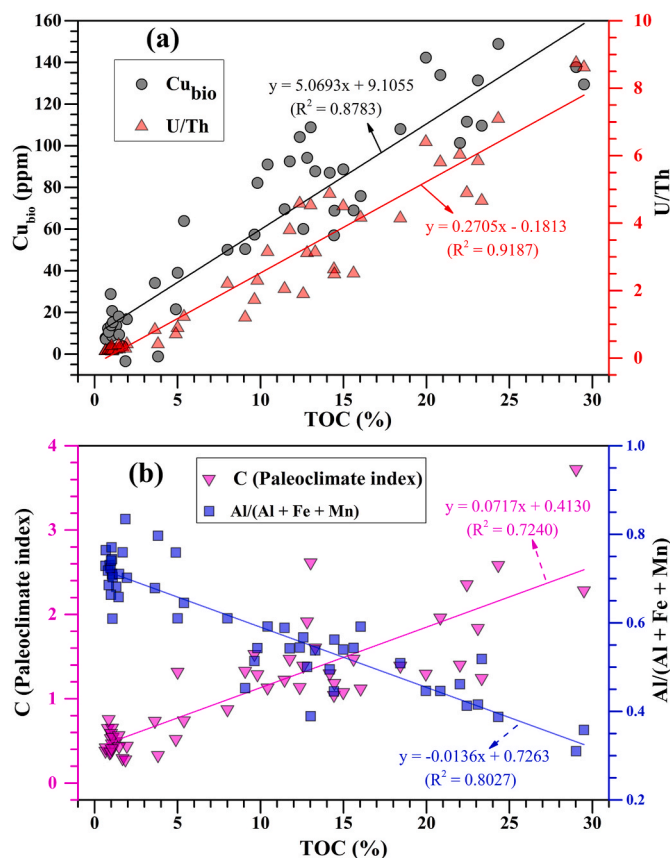 (a)
Cu_bio
U/Th
y = 5.0693x + 9.1055
(R² = 0.8783)
y = 0.2705x - 0.1813
(R² = 0.9187)
Cu_bio (ppm)
160
140
120
100
80
60
40
20
0
U/Th
10
8
6
4
2
0
0 5 10 15 20 25 30
TOC (%)
(b)
C (Paleoclimate index)
Al/(Al + Fe + Mn)
y = 0.0717x + 0.4130
(R² = 0.7240)
y = -0.0136x + 0.7263
(R² = 0.8027)
C (Paleoclimate index)
4
3
2
1
0
Al/(Al + Fe + Mn)
1.0
0.8
0.6
0.4
0.2
0 5 10 15 20 25 30
TOC (%)